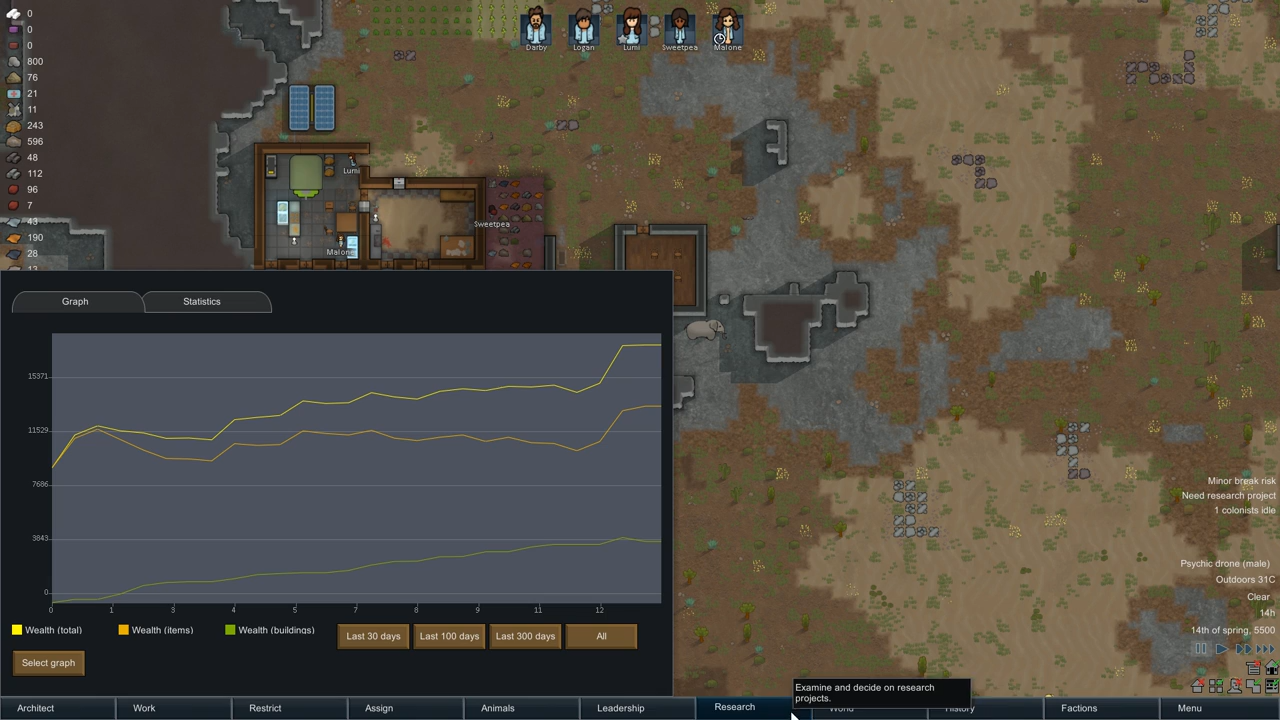 0
0
0
800
76
21
11
243
596
48
112
96
7
43
190
28
13
Darby
Logan
Lumi
Sweetpea
Malone
Lumi
Sweetpea
Malone
Graph
Statistics
15371
11529
7686
3843
0
0
1
3
4
5
7
8
9
11
12
Wealth (total)
Wealth (items)
Wealth (buildings)
Last 30 days
Last 100 days
Last 300 days
All
Select graph
Minor break risk
Need research project
1 colonists idle
Psychic drone (male)
Outdoors 31C
Clear
14h
14th of spring, 5500
Examine and decide on research
projects.
Architect
Work
Restrict
Assign
Animals
Leadership
Research
World
History
Factions
Menu